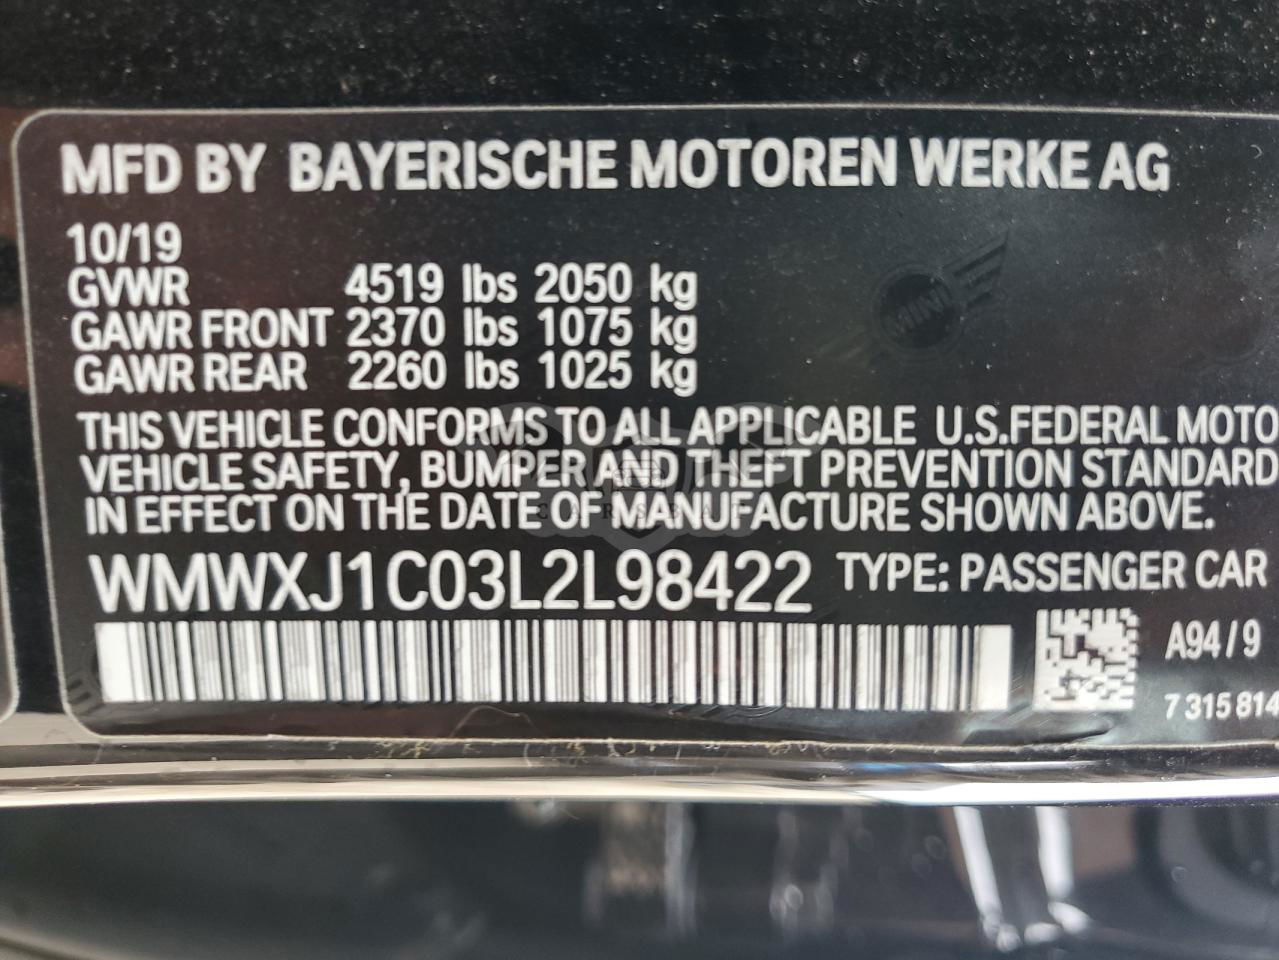 MFD BY BAYERISCHE MOTOREN WERKE AG
10/19
GVWR 4519 lbs 2050 kg
GAWR FRONT 2370 lbs 1075 kg
GAWR REAR 2260 lbs 1025 kg
THIS VEHICLE CONFORMS TO ALL APPLICABLE U.S.FEDERAL MOTO
VEHICLE SAFETY, BUMPER AND THEFT PREVENTION STANDARD
IN EFFECT ON THE DATE OF MANUFACTURE SHOWN ABOVE.
WMWXJ1C03L2L98422 TYPE: PASSENGER CAR
A94/9
7 315 814
MINI
CARSBAT